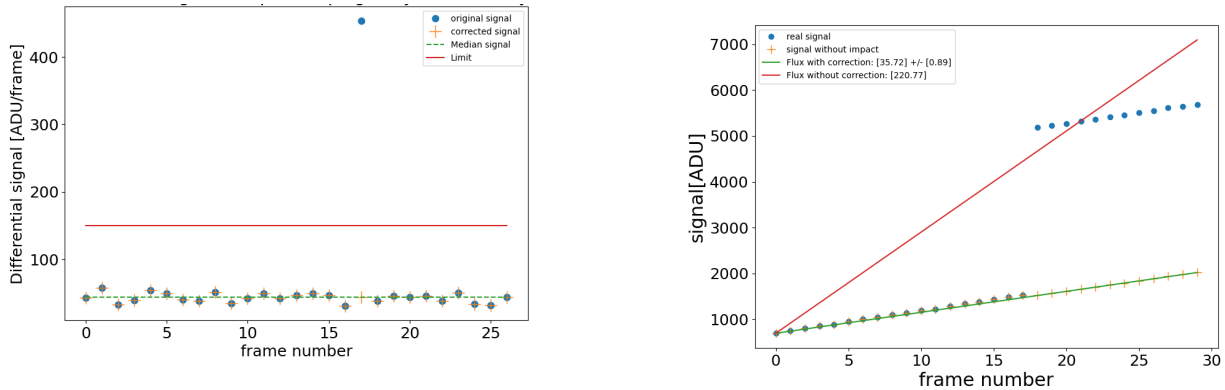 original signal
corrected signal
Median signal
Limit
Differential signal [ADU/frame]
400
300
200
100
0
5
10
15
20
25
frame number
real signal
signal without impact
Flux with correction: [35.72] +/- [0.89]
Flux without correction: [220.77]
signal[ADU]
7000
6000
5000
4000
3000
2000
1000
0
5
10
15
20
25
30
frame number